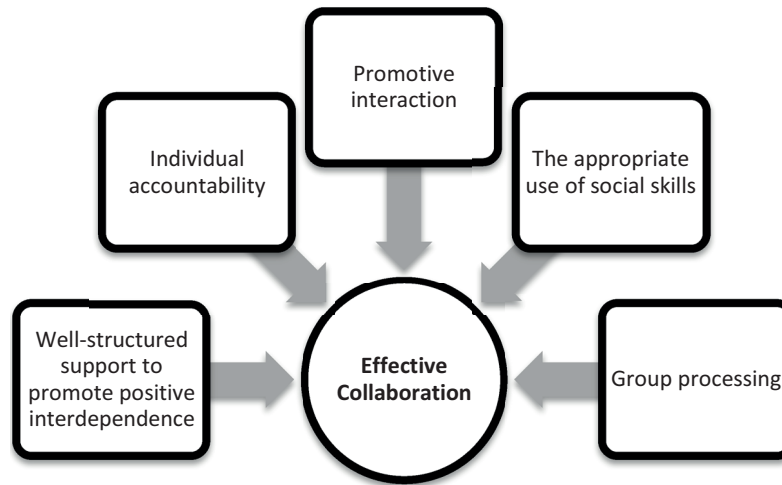 Promotive
interaction
Individual
accountability
The appropriate
use of social skills
Well-structured
support to
promote positive
interdependence
Effective
Collaboration
Group processing